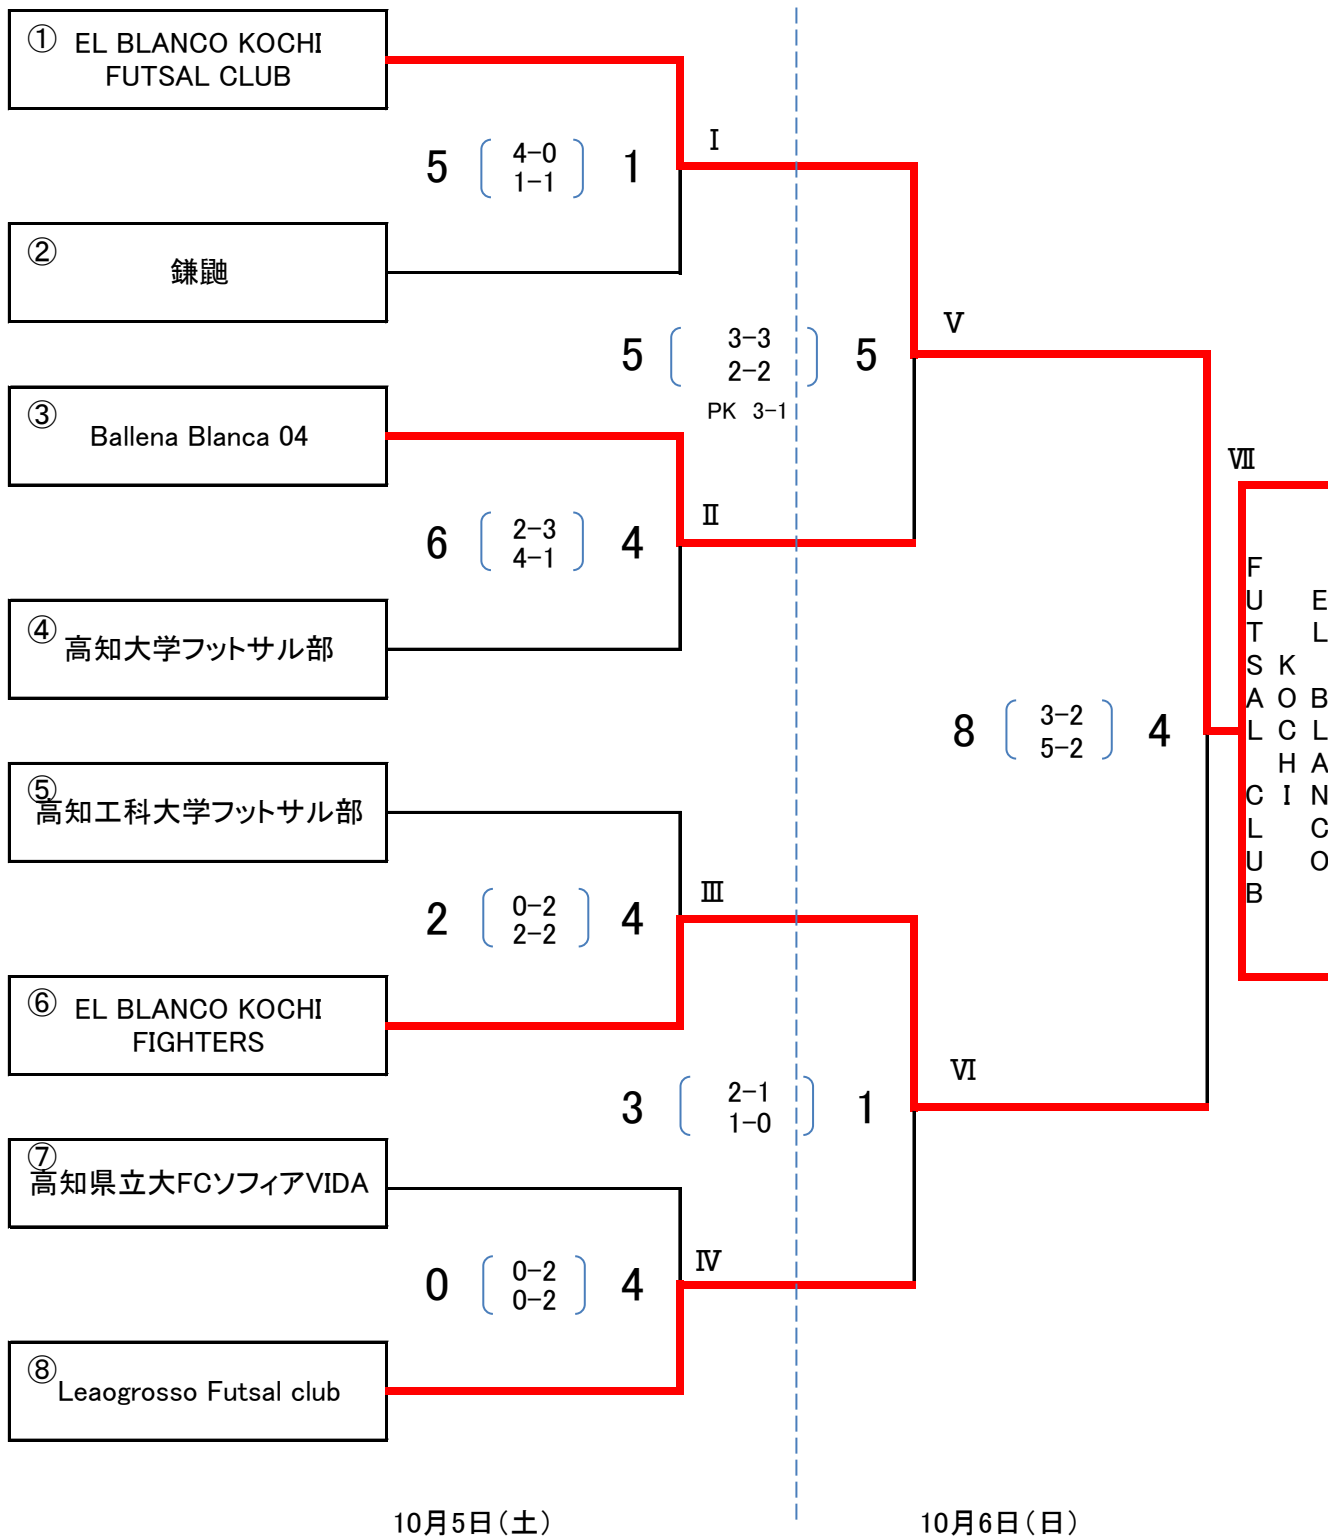 ① EL BLANCO KOCHI
FUTSAL CLUB
5 4-0 1
1-1
Ⅰ
②
鎌鼬
5 3-3 5
2-2
PK 3-1
Ⅴ
③
Ballena Blanca 04
6 2-3 4
4-1
Ⅱ
④
高知大学フットサル部
Ⅶ
EL BLANCO
KOCHI
FUTSAL CLUB
8 3-2 4
5-2
⑤
高知工科大学フットサル部
2 0-2 4
2-2
Ⅲ
⑥ EL BLANCO KOCHI
FIGHTERS
3 2-1 1
1-0
Ⅵ
⑦
高知県立大FCソフィアVIDA
0 0-2 4
0-2
Ⅳ
⑧
Leaogrosso Futsal club
10月5日(土)
10月6日(日)